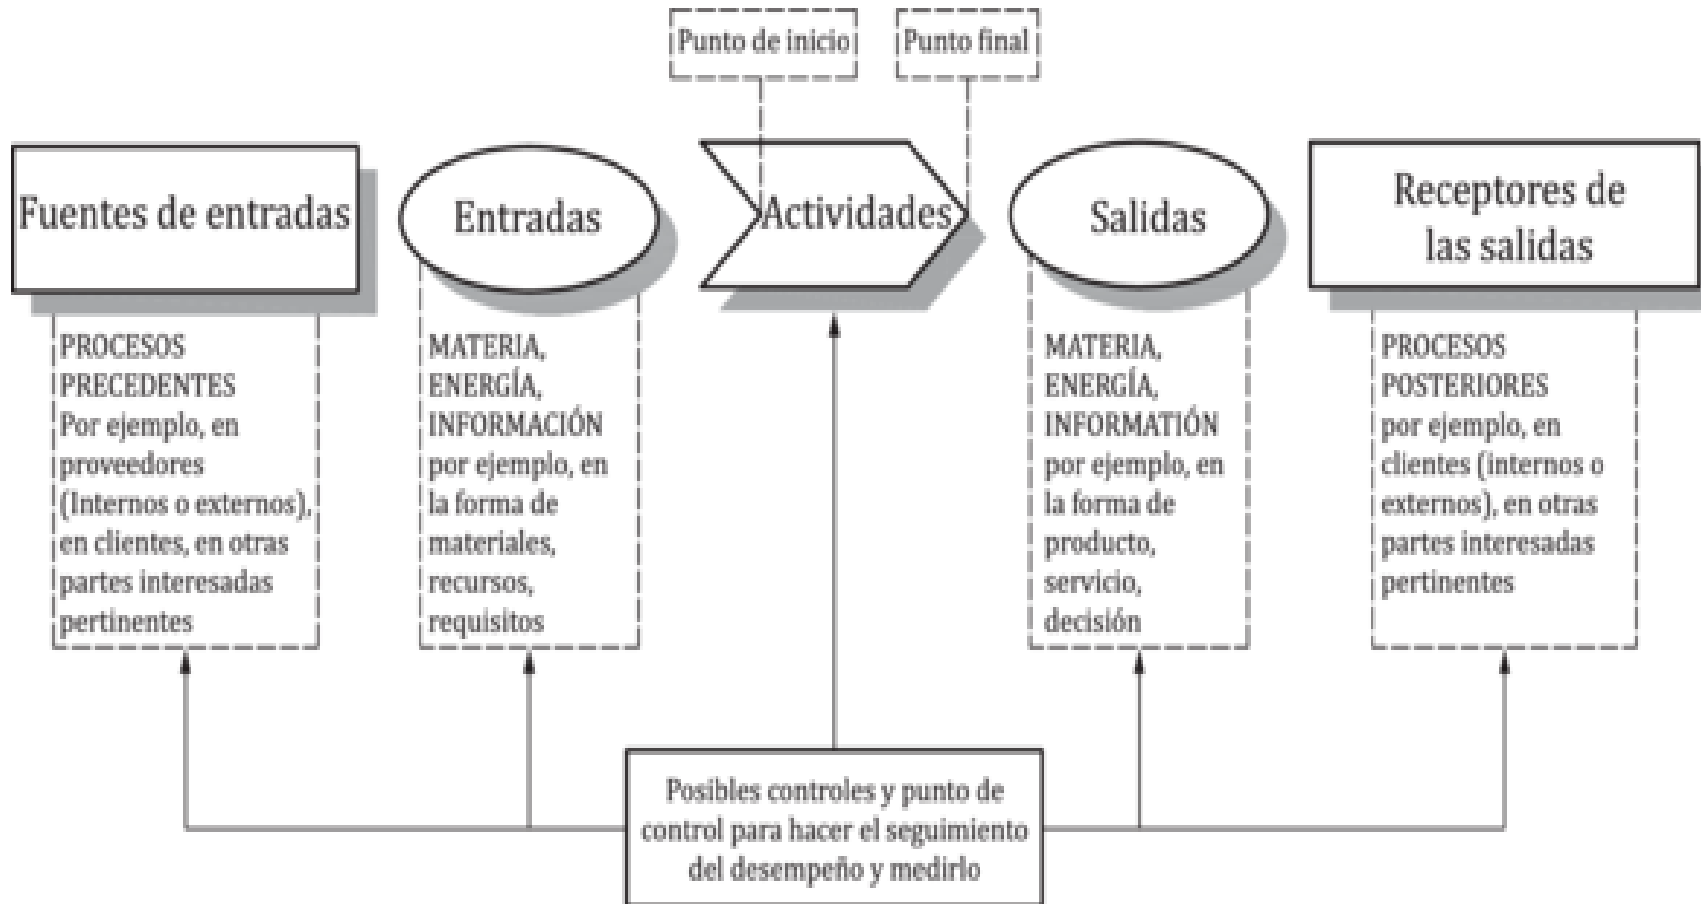 Punto de inicio
Punto final
Fuentes de entradas
Entradas
Actividades
Salidas
Receptores de
las salidas
PROCESOS
PRECEDENTES
Por ejemplo, en
proveedores
(Internos o externos),
en clientes, en otras
partes interesadas
pertinentes
MATERIA,
ENERGÍA,
INFORMACIÓN
por ejemplo, en
la forma de
materiales,
recursos,
requisitos
MATERIA,
ENERGÍA,
INFORMATIÓN
por ejemplo, en
la forma de
producto,
servicio,
decisión
PROCESOS
POSTERIORES
por ejemplo, en
clientes (internos o
externos), en otras
partes interesadas
pertinentes
Posibles controles y punto de
control para hacer el seguimiento
del desempeño y medirlo